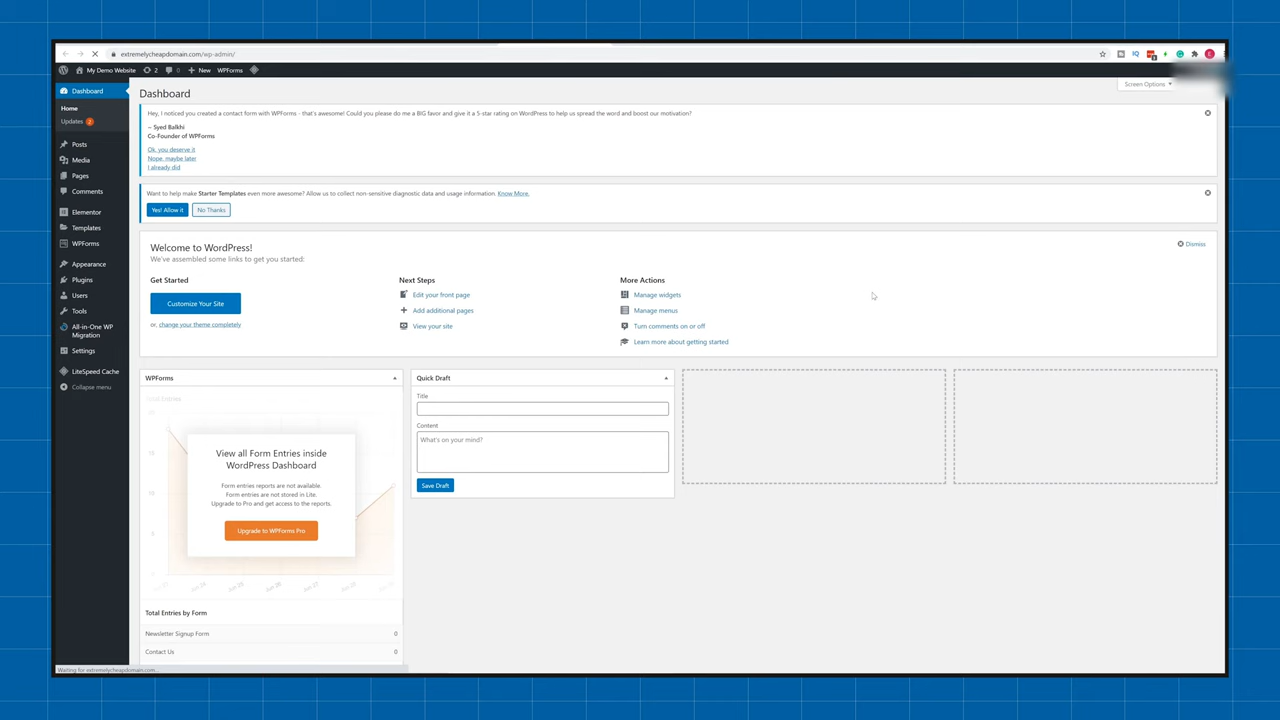 extremelycheapdomain.com/wp-admin/
My Demo Website 2 0 New WPForms
Screen Options
Dashboard
Home
Updates 2
Posts
Media
Pages
Comments
Elementor
Templates
WPForms
Appearance
Plugins
Users
Tools
All-in-One WP
Migration
Settings
LiteSpeed Cache
Collapse menu
Dashboard
Hey, I noticed you created a contact form with WPForms - that's awesome! Could you please do me a BIG favor and give it a 5-star rating on WordPress to help us spread the word and boost our motivation?
~ Syed Balkhi
Co-Founder of WPForms
Ok, you deserve it
Nope, maybe later
I already did
Want to help make Starter Templates even more awesome? Allow us to collect non-sensitive diagnostic data and usage information. Know More.
Yes! Allow it No Thanks
Welcome to WordPress!
We've assembled some links to get you started:
Dismiss
Get Started
Customize Your Site
or, change your theme completely
Next Steps
Edit your front page
Add additional pages
View your site
More Actions
Manage widgets
Manage menus
Turn comments on or off
Learn more about getting started
WPForms
View all Form Entries inside
WordPress Dashboard
Form entries reports are not available.
Form entries are not stored in Lite.
Upgrade to Pro and get access to the reports.
Upgrade to WPForms Pro
Jun 24 Jun 25 Jun 26 Jun 27 Jun 28
Total Entries by Form
Newsletter Signup Form 0
Contact Us 0
Quick Draft
Title
Content
What's on your mind?
Save Draft
Waiting for extremelycheapdomain.com...